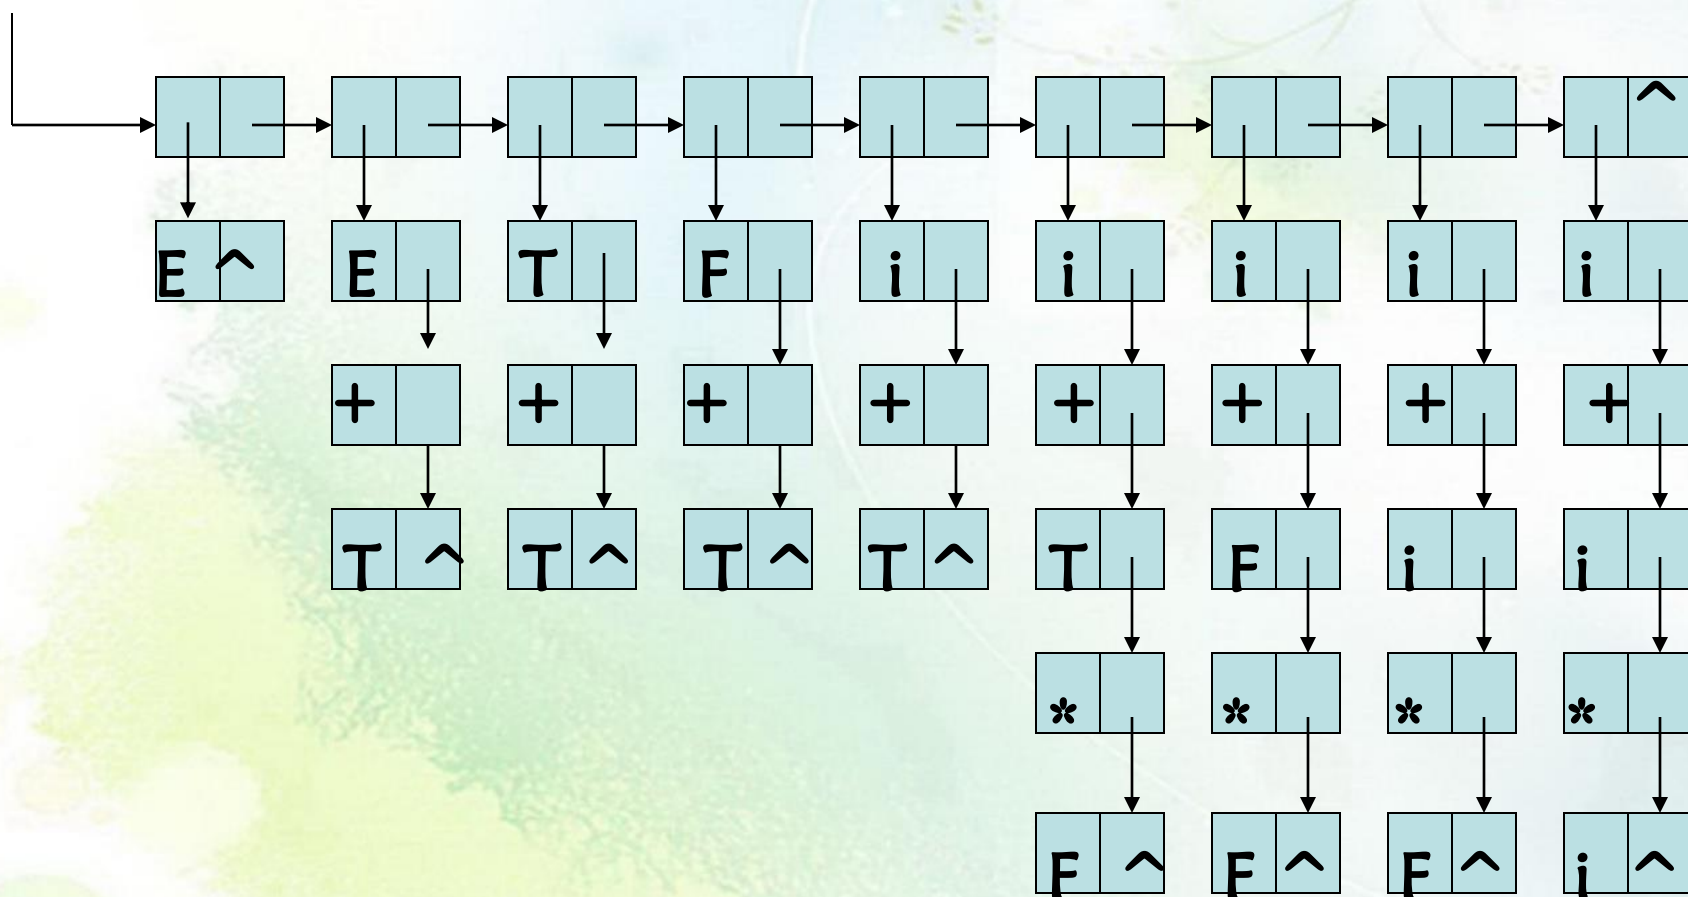 ^
E ^ E T F i i i i i
+ + + + + + + +
T ^ T ^ T ^ T ^ T F i i
* * * *
F ^ F ^ F ^ i ^